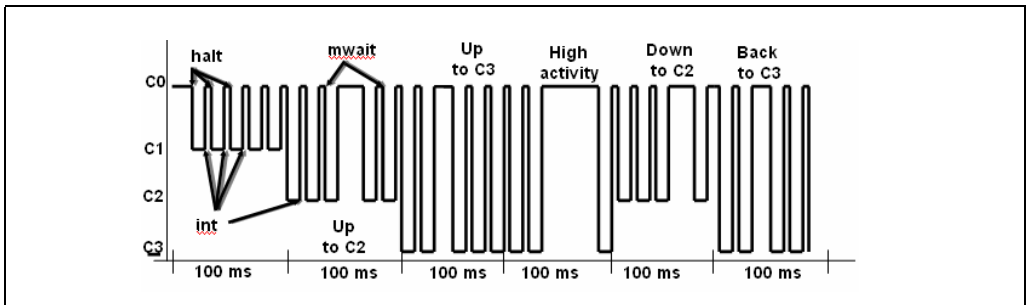 halt
mwait
Up
to C3
High
activity
Down
to C2
Back
to C3
C0
C1
C2
C3
int
Up
to C2
100 ms
100 ms
100 ms
100 ms
100 ms
100 ms